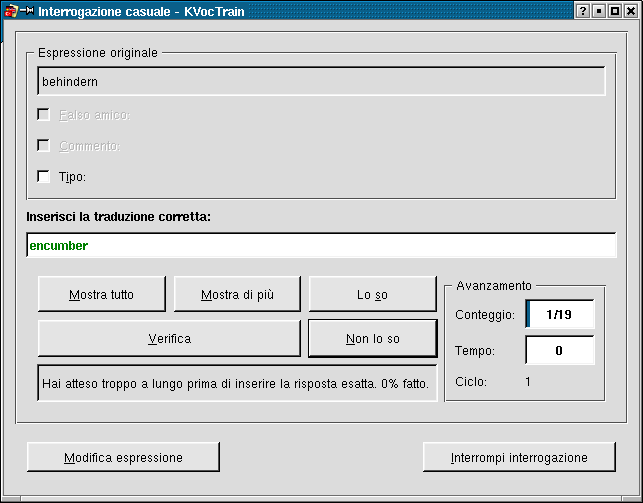 Interrogazione casuale - KVocTrain
Espressione originale
behindern
Falso amico:
Commento:
Tipo:
Inserisci la traduzione corretta:
encumber
Mostra tutto
Mostra di più
Lo so
Verifica
Non lo so
Hai atteso troppo a lungo prima di inserire la risposta esatta. 0% fatto.
Avanzamento
Conteggio: 1/19
Tempo: 0
Ciclo: 1
Modifica espressione
Interrompi interrogazione